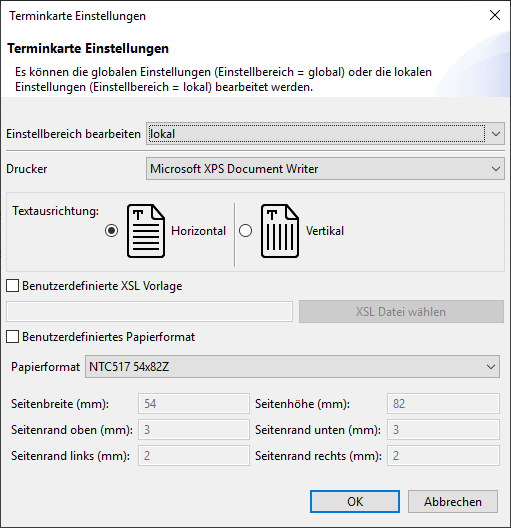 Terminkarte Einstellungen
Terminkarte Einstellungen
Es können die globalen Einstellungen (Einstellbereich = global) oder die lokalen
Einstellungen (Einstellbereich = lokal) bearbeitet werden.
Einstellbereich bearbeiten lokal
Drucker Microsoft XPS Document Writer
Textausrichtung: T Horizontal T Vertikal
Benutzerdefinierte XSL Vorlage
XSL Datei wählen
Benutzerdefiniertes Papierformat
Papierformat NTC517 54x82Z
Seitenbreite (mm): 54 Seitenhöhe (mm): 82
Seitenrand oben (mm): 3 Seitenrand unten (mm): 3
Seitenrand links (mm): 2 Seitenrand rechts (mm): 2
OK Abbrechen